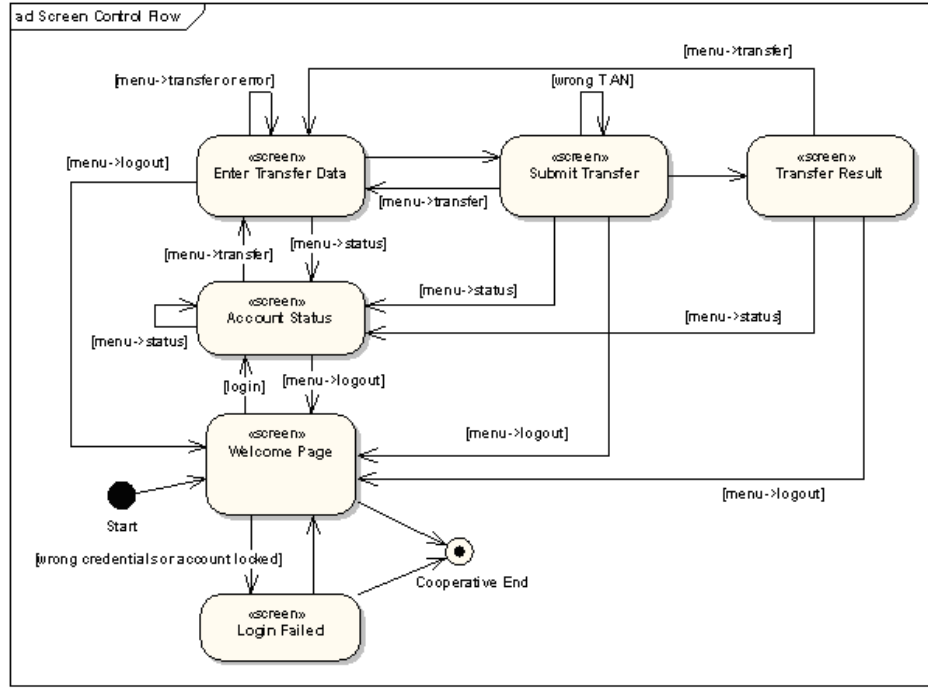 ad Screen Control Flow
[menu->transfer]
[menu->transfer or error]
[wrong TAN]
[menu->logout]
«screen»
Enter Transfer Data
«screen»
Submit Transfer
«screen»
Transfer Result
[menu->transfer]
[menu->status]
[menu->transfer]
«screen»
Account Status
[menu->status]
[menu->status]
[menu->status]
[login]
[menu->logout]
«screen»
Welcome Page
[menu->logout]
[menu->logout]
Start
[wrong credentials or account locked]
Cooperative End
«screen»
Login Failed